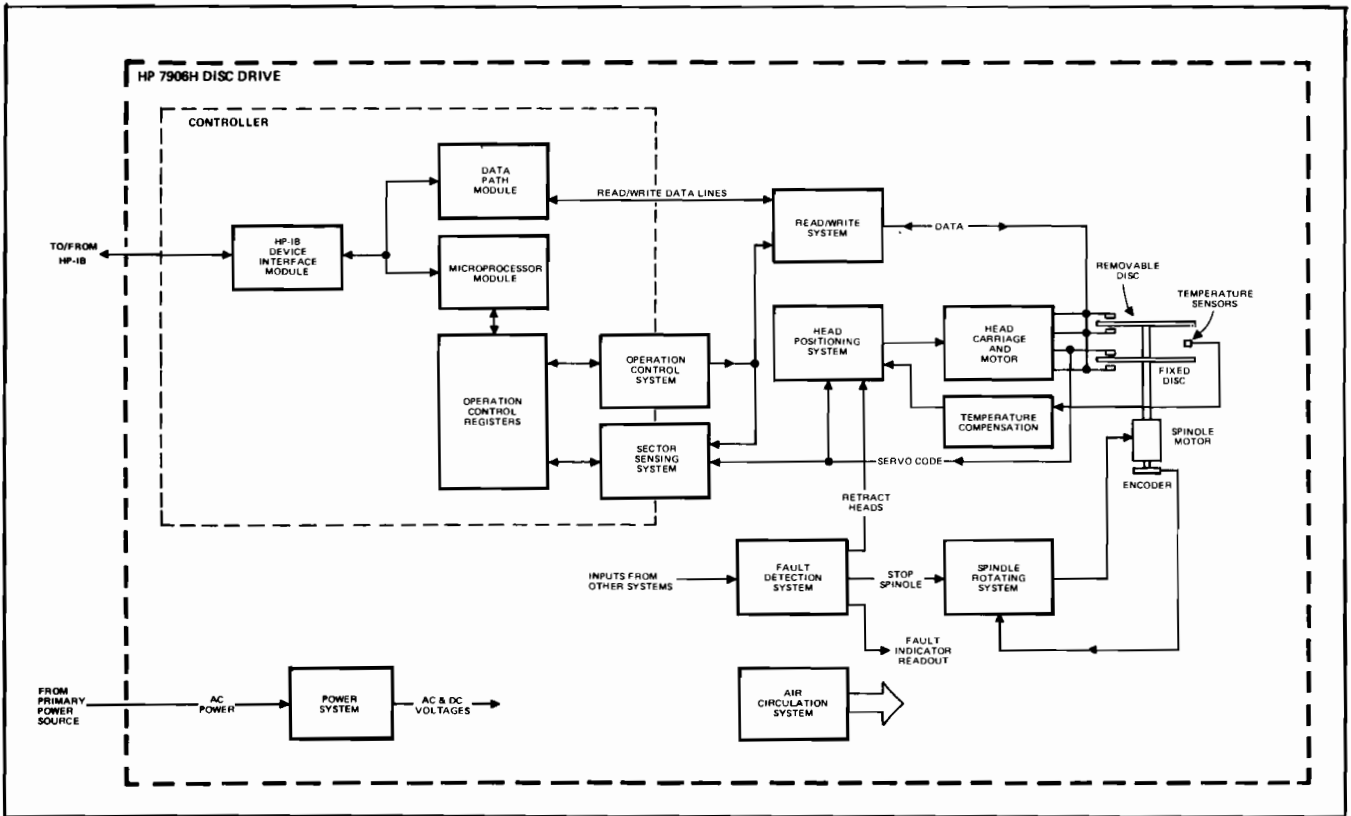 HP 7906H DISC DRIVE
CONTROLLER
DATA
PATH
MODULE
READ/WRITE DATA LINES
READ/WRITE
SYSTEM
DATA
TO/FROM
HP-IB
HP-IB
DEVICE
INTERFACE
MODULE
MICROPROCESSOR
MODULE
REMOVABLE
DISC
TEMPERATURE
SENSORS
HEAD
POSITIONING
SYSTEM
HEAD
CARRIAGE
AND
MOTOR
OPERATION
CONTROL
SYSTEM
FIXED
DISC
OPERATION
CONTROL
REGISTERS
TEMPERATURE
COMPENSATION
SPINDLE
MOTOR
SECTOR
SENSING
SYSTEM
SERVO CODE
ENCODER
RETRACT
HEADS
INPUTS FROM
OTHER SYSTEMS
FAULT
DETECTION
SYSTEM
STOP
SPINDLE
SPINDLE
ROTATING
SYSTEM
FAULT
INDICATOR
READOUT
FROM
PRIMARY
POWER
SOURCE
AC
POWER
POWER
SYSTEM
AC & DC
VOLTAGES
AIR
CIRCULATION
SYSTEM